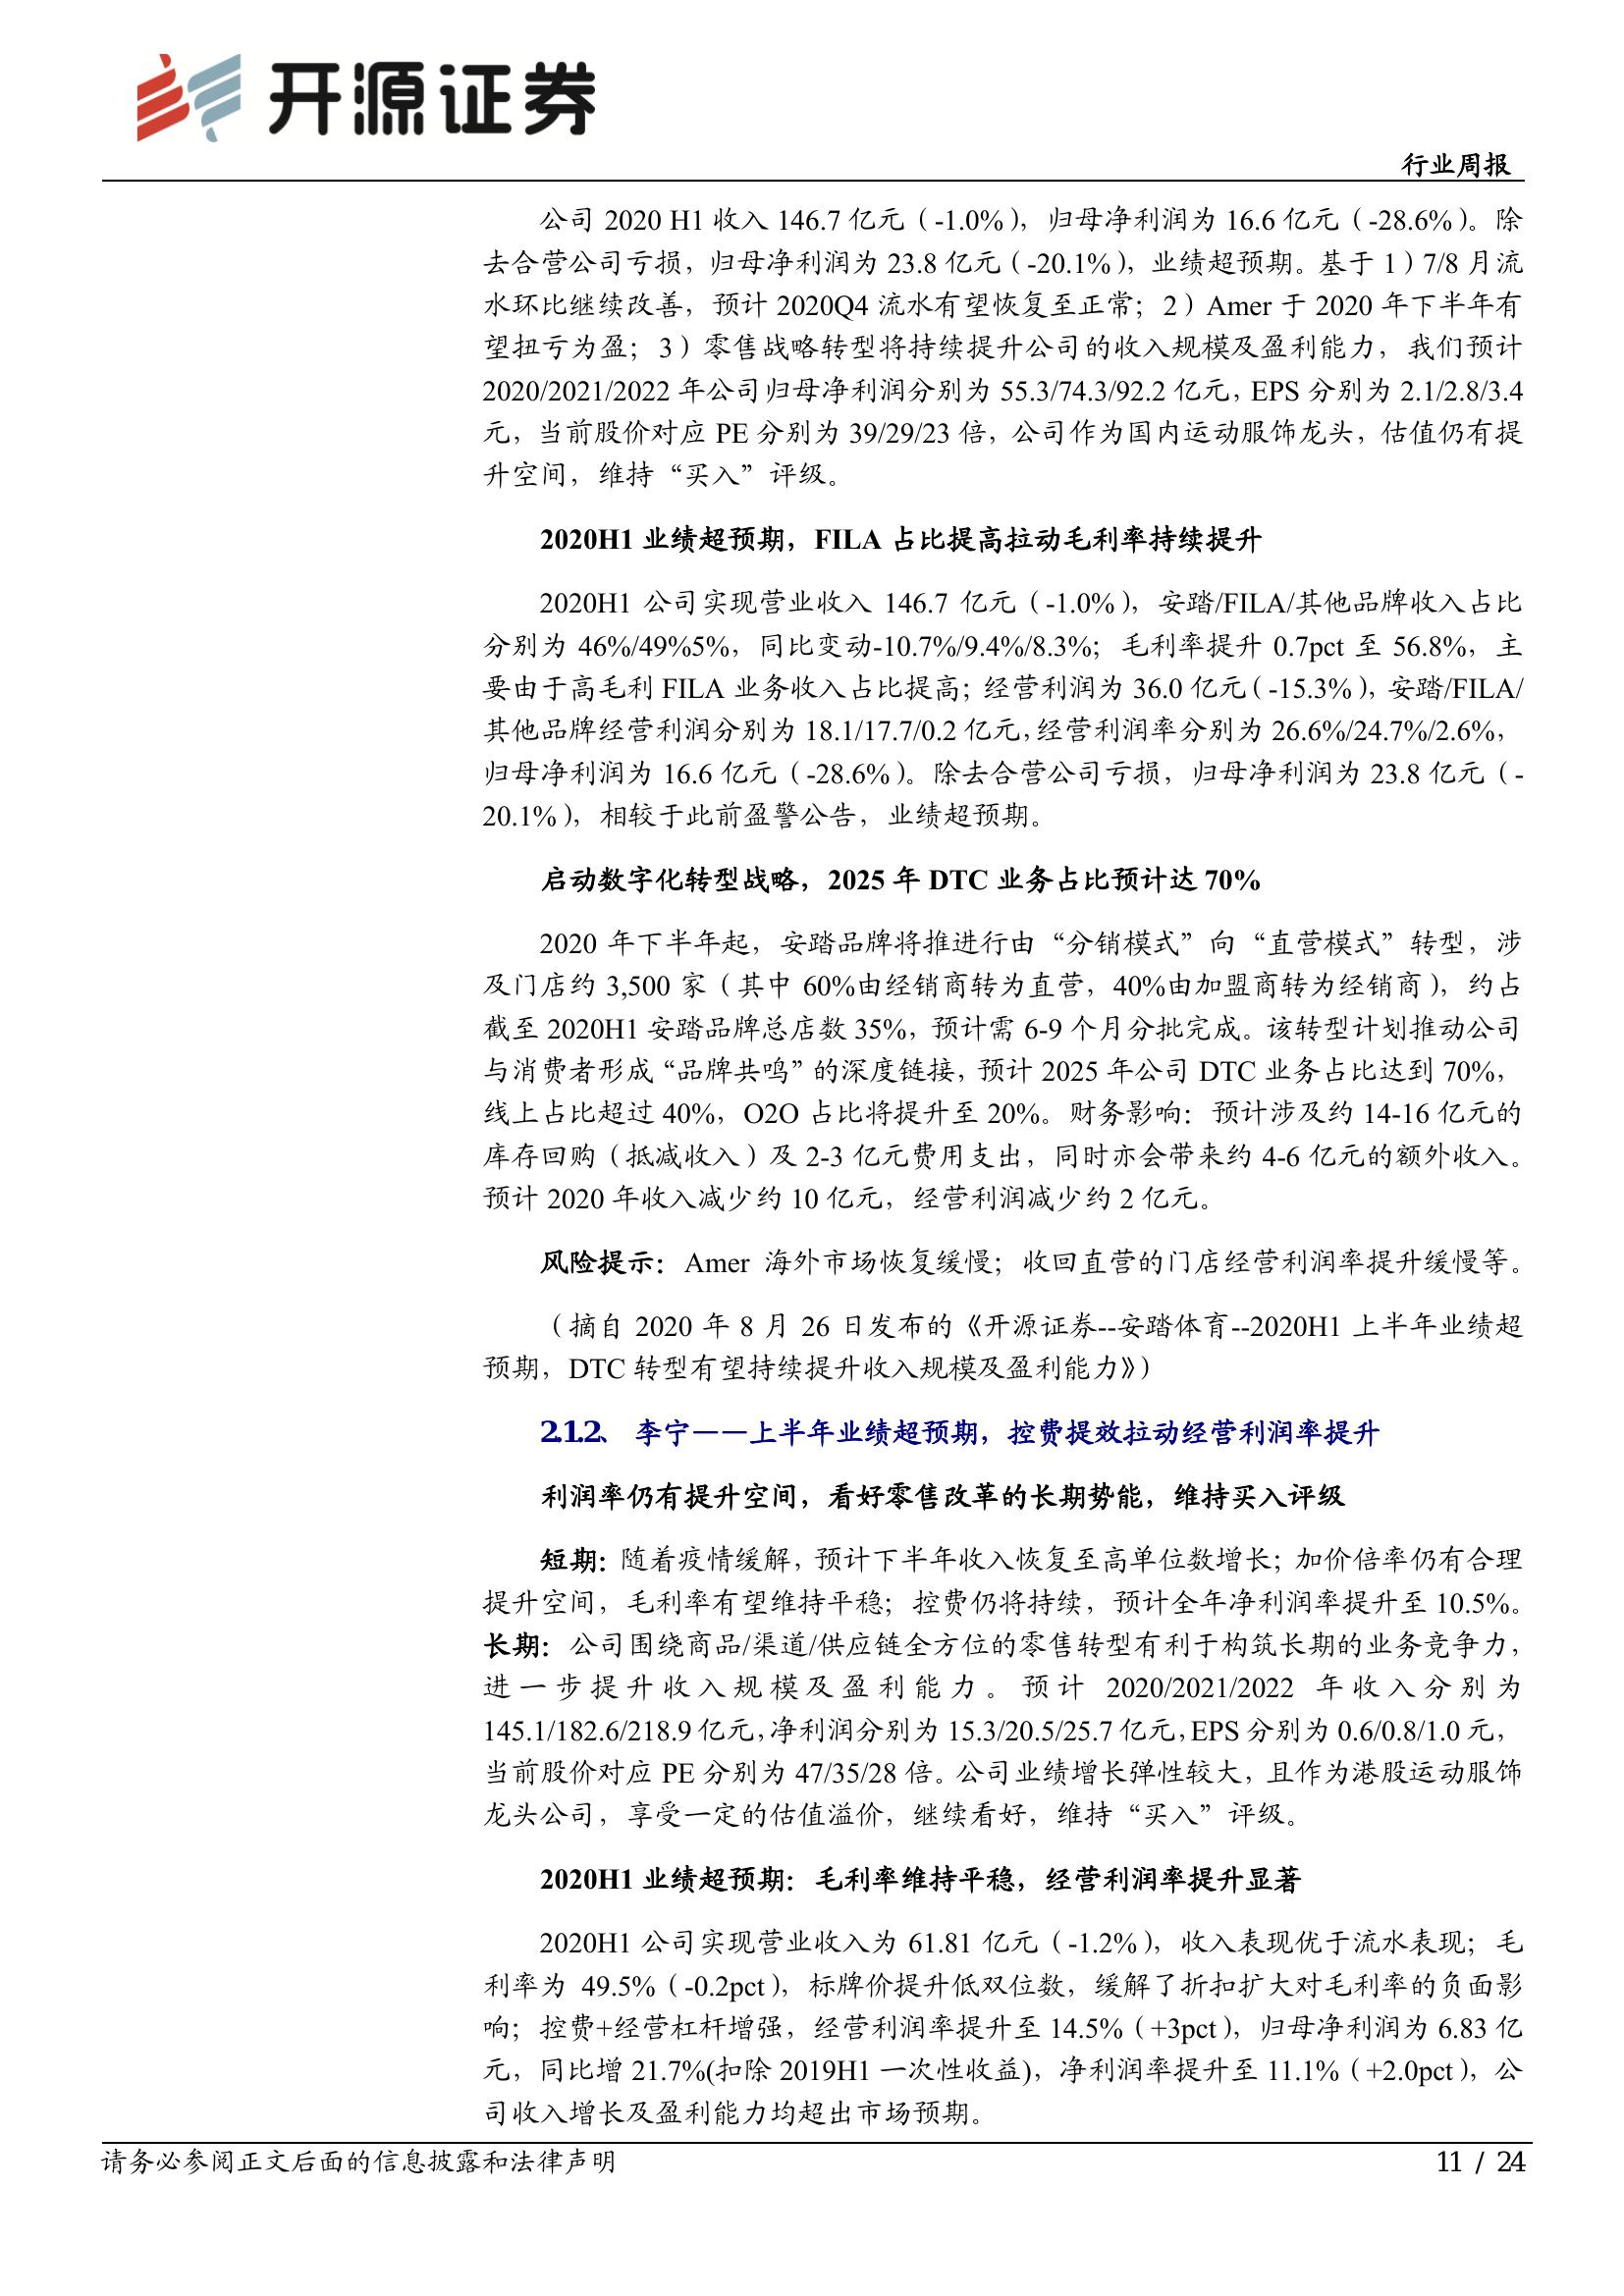 开源证券
行业周报
公司 2020 H1 收入 146.7 亿元（-1.0%），归母净利润为 16.6 亿元（-28.6%）。除
去合营公司亏损，归母净利润为 23.8 亿元（-20.1%），业绩超预期。基于 1）7/8 月流
水环比继续改善，预计 2020Q4 流水有望恢复至正常；2）Amer 于 2020 年下半年有
望扭亏为盈；3）零售战略转型将持续提升公司的收入规模及盈利能力，我们预计
2020/2021/2022 年公司归母净利润分别为 55.3/74.3/92.2 亿元，EPS 分别为 2.1/2.8/3.4
元，当前股价对应 PE 分别为 39/29/23 倍，公司作为国内运动服饰龙头，估值仍有提
升空间，维持“买入”评级。
2020H1 业绩超预期，FILA 占比提高拉动毛利率持续提升
2020H1 公司实现营业收入 146.7 亿元（-1.0%），安踏/FILA/其他品牌收入占比
分别为 46%/49%5%，同比变动-10.7%/9.4%/8.3%；毛利率提升 0.7pct 至 56.8%，主
要由于高毛利 FILA 业务收入占比提高；经营利润为 36.0 亿元（-15.3%），安踏/FILA/
其他品牌经营利润分别为 18.1/17.7/0.2 亿元，经营利润率分别为 26.6%/24.7%/2.6%，
归母净利润为 16.6 亿元（-28.6%）。除去合营公司亏损，归母净利润为 23.8 亿元（-
20.1%），相较于此前盈警公告，业绩超预期。
启动数字化转型战略，2025 年 DTC 业务占比预计达 70%
2020 年下半年起，安踏品牌将推进行由“分销模式”向“直营模式”转型，涉
及门店约 3,500 家（其中 60%由经销商转为直营，40%由加盟商转为经销商），约占
截至 2020H1 安踏品牌总店数 35%，预计需 6-9 个月分批完成。该转型计划推动公司
与消费者形成“品牌共鸣”的深度链接，预计 2025 年公司 DTC 业务占比达到 70%，
线上占比超过 40%，O2O 占比将提升至 20%。财务影响：预计涉及约 14-16 亿元的
库存回购（抵减收入）及 2-3 亿元费用支出，同时亦会带来约 4-6 亿元的额外收入。
预计 2020 年收入减少约 10 亿元，经营利润减少约 2 亿元。
风险提示：Amer 海外市场恢复缓慢；收回直营的门店经营利润率提升缓慢等。
（摘自 2020 年 8 月 26 日发布的《开源证券--安踏体育--2020H1 上半年业绩超
预期，DTC 转型有望持续提升收入规模及盈利能力》）
2.1.2、 李宁——上半年业绩超预期，控费提效拉动经营利润率提升
利润率仍有提升空间，看好零售改革的长期势能，维持买入评级
短期：随着疫情缓解，预计下半年收入恢复至高单位数增长；加价倍率仍有合理
提升空间，毛利率有望维持平稳；控费仍将持续，预计全年净利润率提升至 10.5%。
长期：公司围绕商品/渠道/供应链全方位的零售转型有利于构筑长期的业务竞争力，
进一步提升收入规模及盈利能力。预计 2020/2021/2022 年收入分别为
145.1/182.6/218.9 亿元，净利润分别为 15.3/20.5/25.7 亿元，EPS 分别为 0.6/0.8/1.0 元，
当前股价对应 PE 分别为 47/35/28 倍。公司业绩增长弹性较大，且作为港股运动服饰
龙头公司，享受一定的估值溢价，继续看好，维持“买入”评级。
2020H1 业绩超预期：毛利率维持平稳，经营利润率提升显著
2020H1 公司实现营业收入为 61.81 亿元（-1.2%），收入表现优于流水表现；毛
利率为 49.5%（-0.2pct），标牌价提升低双位数，缓解了折扣扩大对毛利率的负面影
响；控费+经营杠杆增强，经营利润率提升至 14.5%（+3pct），归母净利润为 6.83 亿
元，同比增 21.7%(扣除 2019H1 一次性收益)，净利润率提升至 11.1%（+2.0pct），公
司收入增长及盈利能力均超出市场预期。
请务必参阅正文后面的信息披露和法律声明
11 / 24